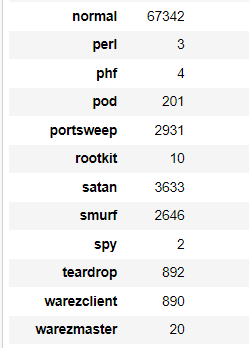 normal 67342
perl 3
phf 4
pod 201
portsweep 2931
rootkit 10
satan 3633
smurf 2646
spy 2
teardrop 892
warezclient 890
warezmaster 20